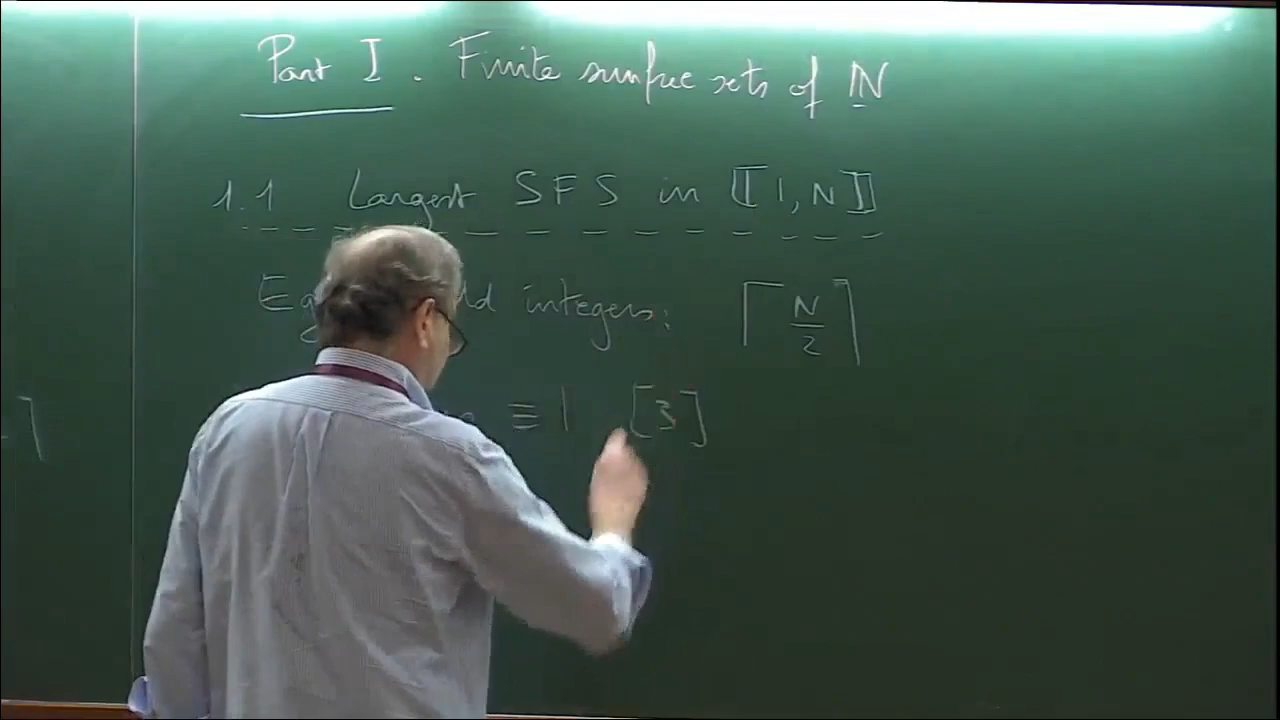 Part I . Finite sumfree sets of ℕ
1.1 Largest SFS in ⟦1, N⟧
integers: ⌈N/2⌉
≡ 1 [3]